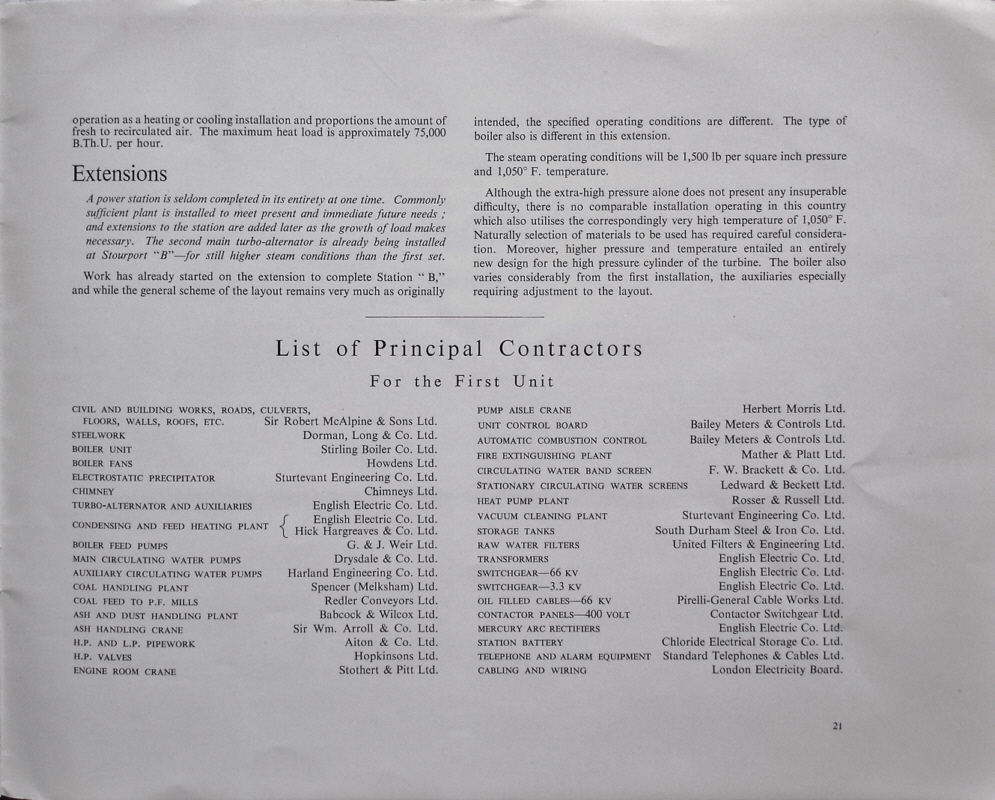 operation as a heating or cooling installation and proportions the amount of
fresh to recirculated air. The maximum heat load is approximately 75,000
B.Th.U. per hour.
Extensions
A power station is seldom completed in its entirety at one time. Commonly
sufficient plant is installed to meet present and immediate future needs ;
and extensions to the station are added later as the growth of load makes
necessary. The second main turbo-alternator is already being installed
at Stourport "B"—for still higher steam conditions than the first set.
Work has already started on the extension to complete Station " B,"
and while the general scheme of the layout remains very much as originally
intended, the specified operating conditions are different. The type of
boiler also is different in this extension.
The steam operating conditions will be 1,500 lb per square inch pressure
and 1,050° F. temperature.
Although the extra-high pressure alone does not present any insuperable
difficulty, there is no comparable installation operating in this country
which also utilises the correspondingly very high temperature of 1,050° F.
Naturally selection of materials to be used has required careful considera-
tion. Moreover, higher pressure and temperature entailed an entirely
new design for the high pressure cylinder of the turbine. The boiler also
varies considerably from the first installation, the auxiliaries especially
requiring adjustment to the layout.
List of Principal Contractors
For the First Unit
CIVIL AND BUILDING WORKS, ROADS, CULVERTS,
FLOORS, WALLS, ROOFS, ETC. Sir Robert McAlpine & Sons Ltd.
STEELWORK Dorman, Long & Co. Ltd.
BOILER UNIT Stirling Boiler Co. Ltd.
BOILER FANS Howdens Ltd.
ELECTROSTATIC PRECIPITATOR Sturtevant Engineering Co. Ltd.
CHIMNEY Chimneys Ltd.
TURBO-ALTERNATOR AND AUXILIARIES English Electric Co. Ltd.
CONDENSING AND FEED HEATING PLANT { English Electric Co. Ltd.
Hick Hargreaves & Co. Ltd.
BOILER FEED PUMPS G. & J. Weir Ltd.
MAIN CIRCULATING WATER PUMPS Drysdale & Co. Ltd.
AUXILIARY CIRCULATING WATER PUMPS Harland Engineering Co. Ltd.
COAL HANDLING PLANT Spencer (Melksham) Ltd.
COAL FEED TO P.F. MILLS Redler Conveyors Ltd.
ASH AND DUST HANDLING PLANT Babcock & Wilcox Ltd.
ASH HANDLING CRANE Sir Wm. Arroll & Co. Ltd.
H.P. AND L.P. PIPEWORK Aiton & Co. Ltd.
H.P. VALVES Hopkinsons Ltd.
ENGINE ROOM CRANE Stothert & Pitt Ltd.
PUMP AISLE CRANE Herbert Morris Ltd.
UNIT CONTROL BOARD Bailey Meters & Controls Ltd.
AUTOMATIC COMBUSTION CONTROL Bailey Meters & Controls Ltd.
FIRE EXTINGUISHING PLANT Mather & Platt Ltd.
CIRCULATING WATER BAND SCREEN F. W. Brackett & Co. Ltd.
STATIONARY CIRCULATING WATER SCREENS Ledward & Beckett Ltd.
HEAT PUMP PLANT Rosser & Russell Ltd.
VACUUM CLEANING PLANT Sturtevant Engineering Co. Ltd.
STORAGE TANKS South Durham Steel & Iron Co. Ltd.
RAW WATER FILTERS United Filters & Engineering Ltd.
TRANSFORMERS English Electric Co. Ltd.
SWITCHGEAR—66 KV English Electric Co. Ltd.
SWITCHGEAR—3.3 KV English Electric Co. Ltd.
OIL FILLED CABLES—66 KV Pirelli-General Cable Works Ltd.
CONTACTOR PANELS—400 VOLT Contactor Switchgear Ltd.
MERCURY ARC RECTIFIERS English Electric Co. Ltd.
STATION BATTERY Chloride Electrical Storage Co. Ltd.
TELEPHONE AND ALARM EQUIPMENT Standard Telephones & Cables Ltd.
CABLING AND WIRING London Electricity Board.
21